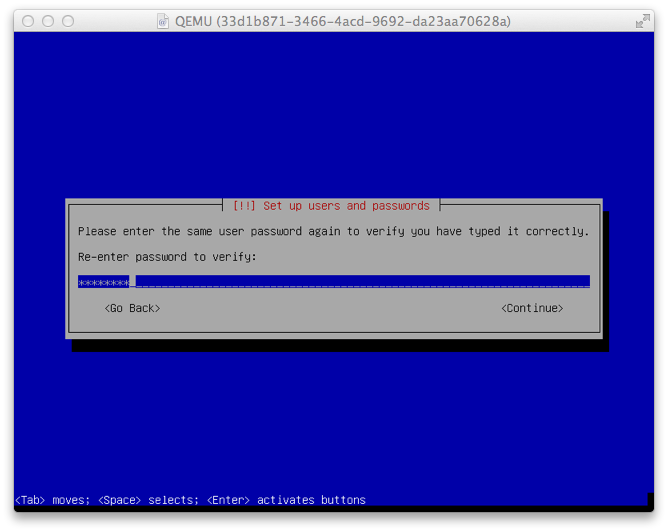 QEMU (33d1b871-3466-4acd-9692-da23aa70628a)
[!!] Set up users and passwords
Please enter the same user password again to verify you have typed it correctly.
Re-enter password to verify:
********
<Go Back> <Continue>
<Tab> moves; <Space> selects; <Enter> activates buttons